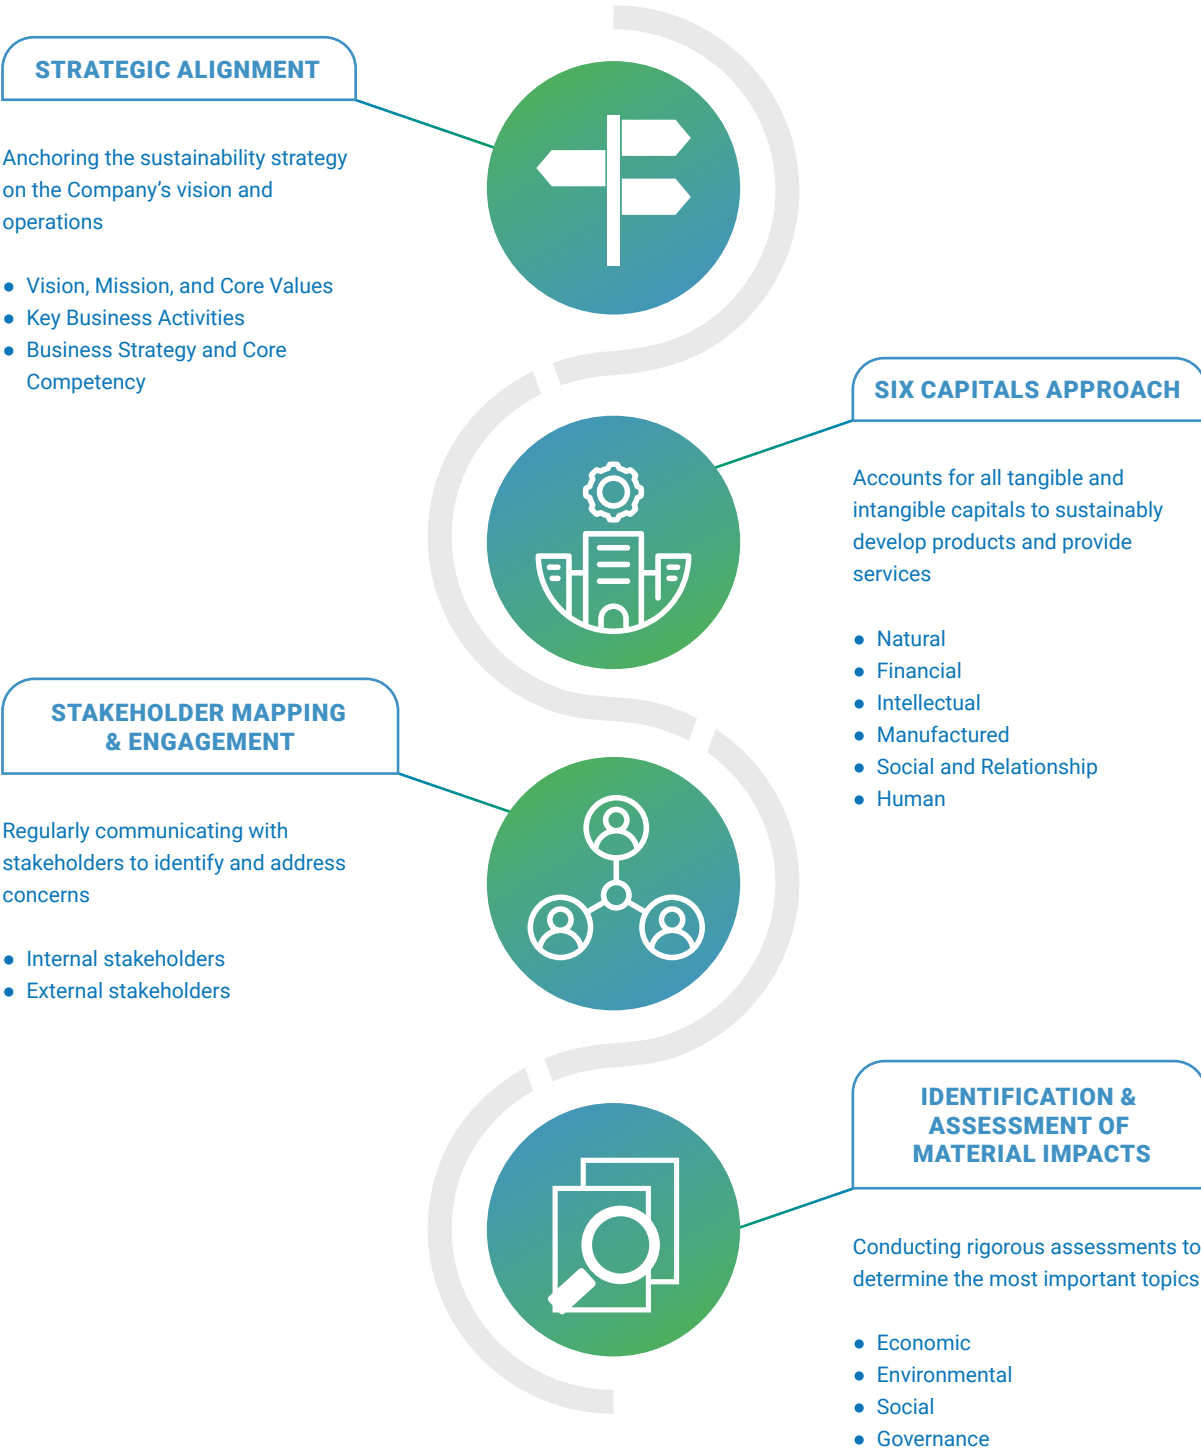 STRATEGIC ALIGNMENT
Anchoring the sustainability strategy
on the Company’s vision and
operations
● Vision, Mission, and Core Values
● Key Business Activities
● Business Strategy and Core
Competency
SIX CAPITALS APPROACH
Accounts for all tangible and
intangible capitals to sustainably
develop products and provide
services
● Natural
● Financial
● Intellectual
● Manufactured
● Social and Relationship
● Human
STAKEHOLDER MAPPING
& ENGAGEMENT
Regularly communicating with
stakeholders to identify and address
concerns
● Internal stakeholders
● External stakeholders
IDENTIFICATION &
ASSESSMENT OF
MATERIAL IMPACTS
Conducting rigorous assessments to
determine the most important topics
● Economic
● Environmental
● Social
● Governance